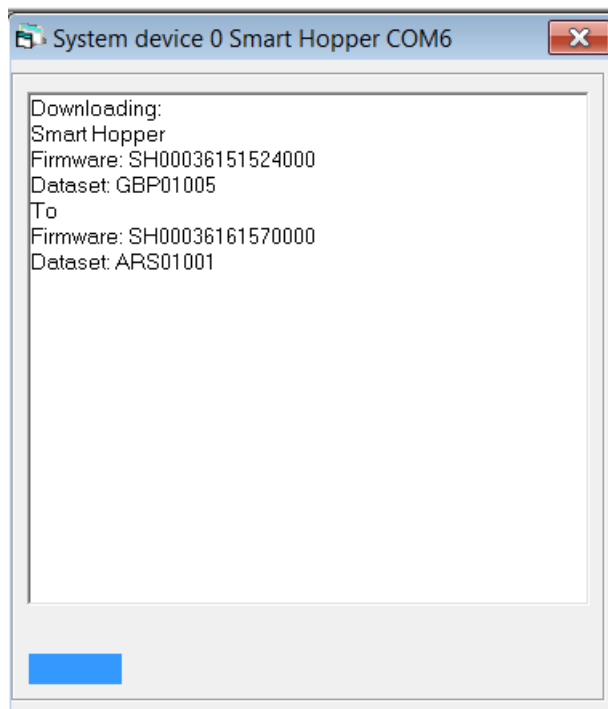 System device 0 Smart Hopper COM6
Downloading:
Smart Hopper
Firmware: SH00036151524000
Dataset: GBP01005
To
Firmware: SH00036161570000
Dataset: ARS01001